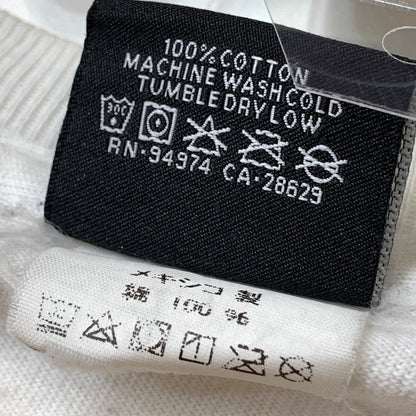 100% COTTON
MACHINE WASH COLD
TUMBLE DRY LOW
RN-94974 CA-28629
メキシコ 製
綿 100 %